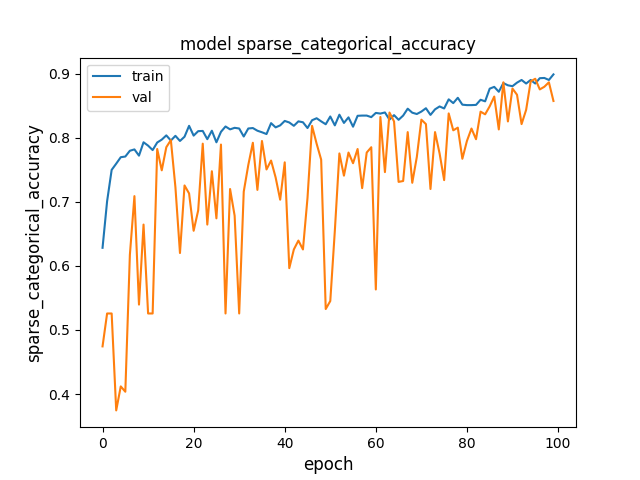 model sparse_categorical_accuracy
train
val
sparse_categorical_accuracy
0.9
0.8
0.7
0.6
0.5
0.4
0 20 40 60 80 100
epoch